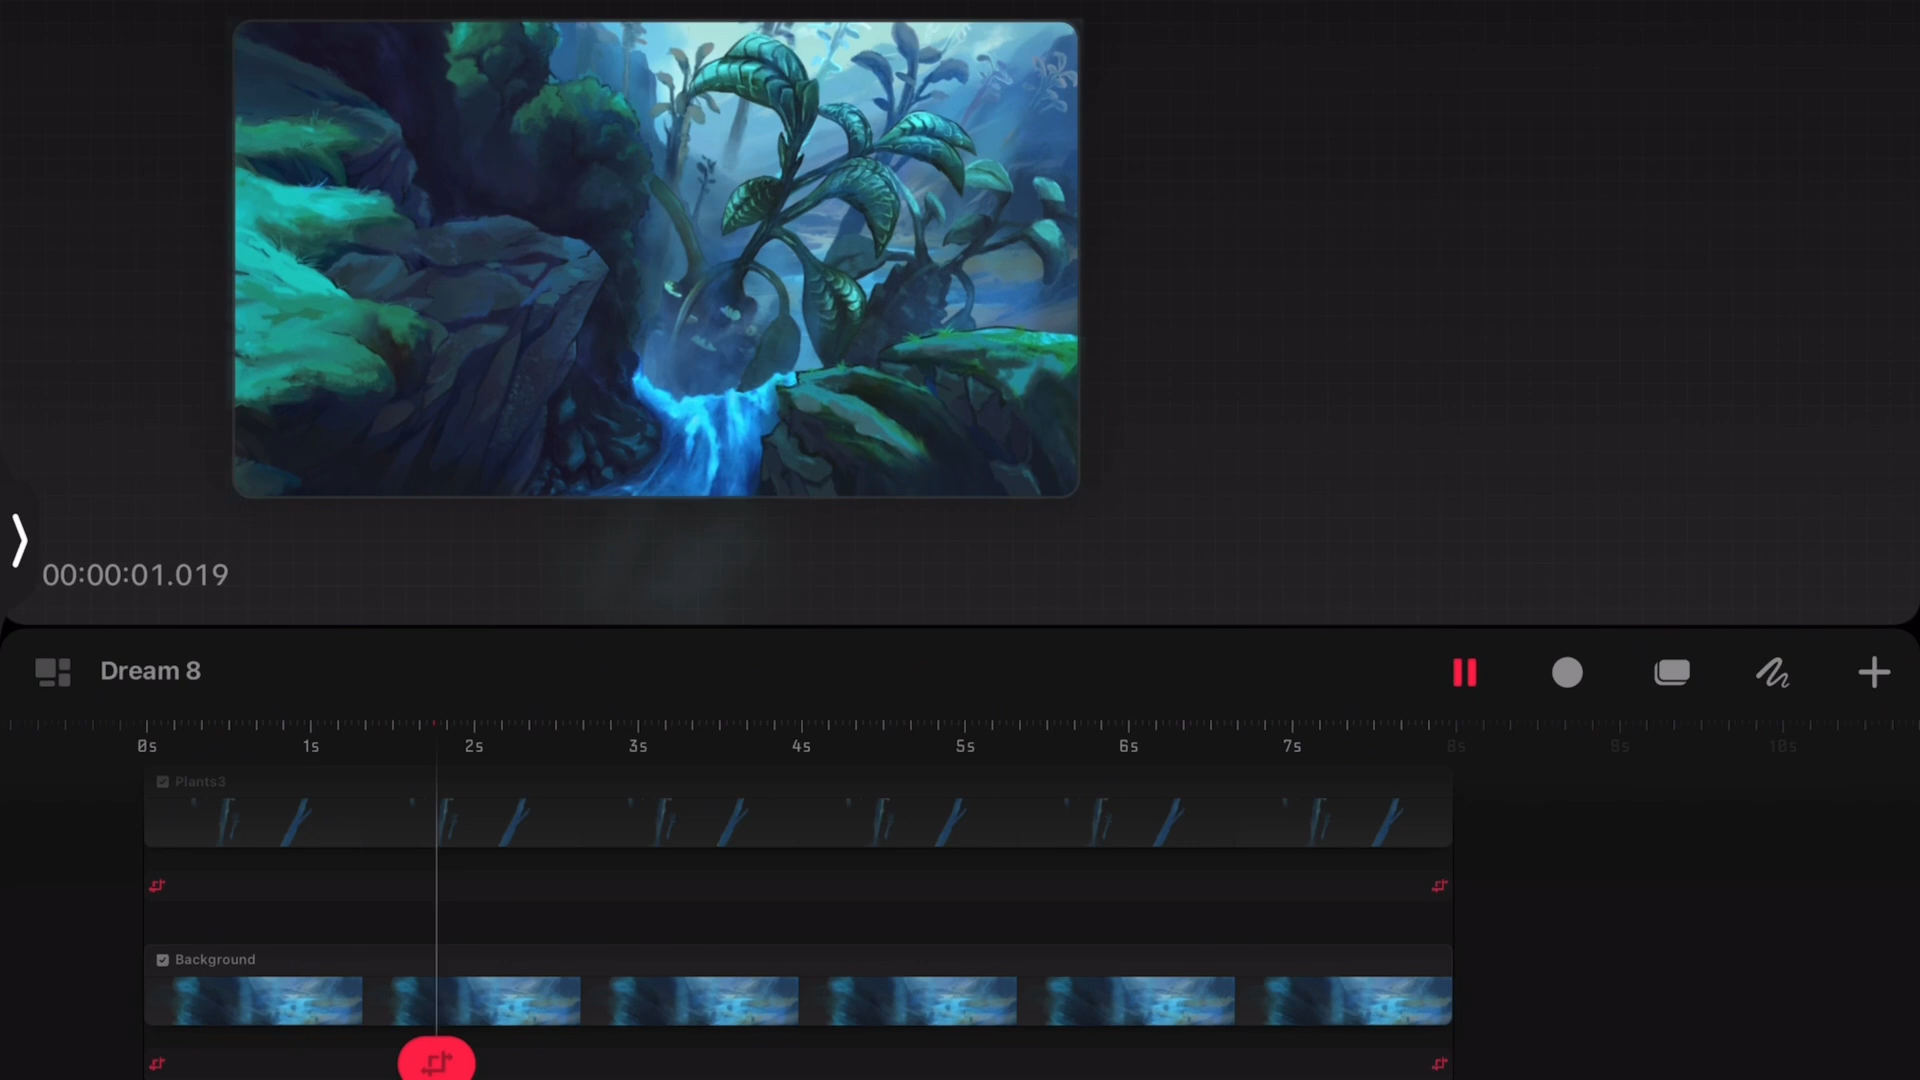 00:00:01.019
Dream 8
0s 1s 2s 3s 4s 5s 6s 7s 8s 9s 10s
Plants3
Background